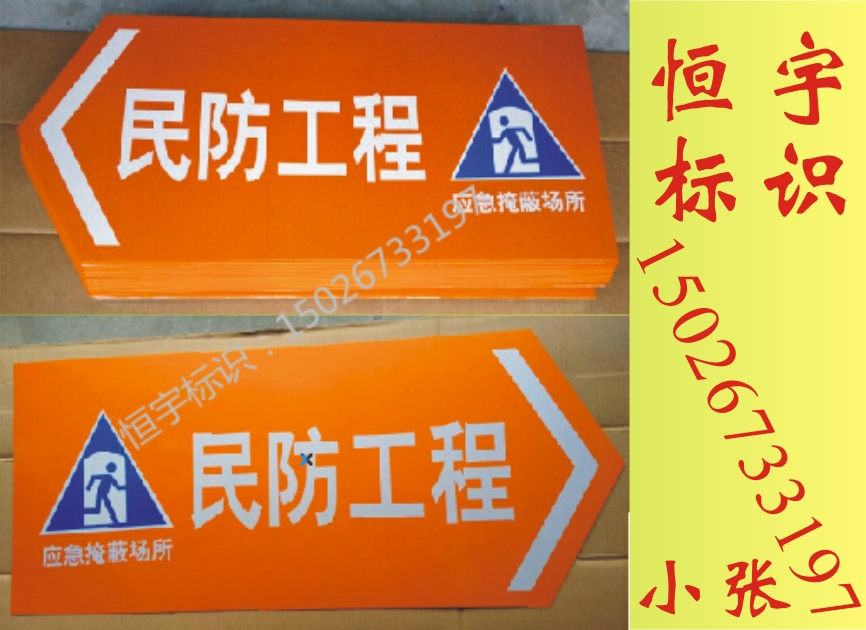 民防工程
应急掩蔽场所
恒宇标识：15026733197
民防工程
应急掩蔽场所
恒宇
标识
15026733197
小张